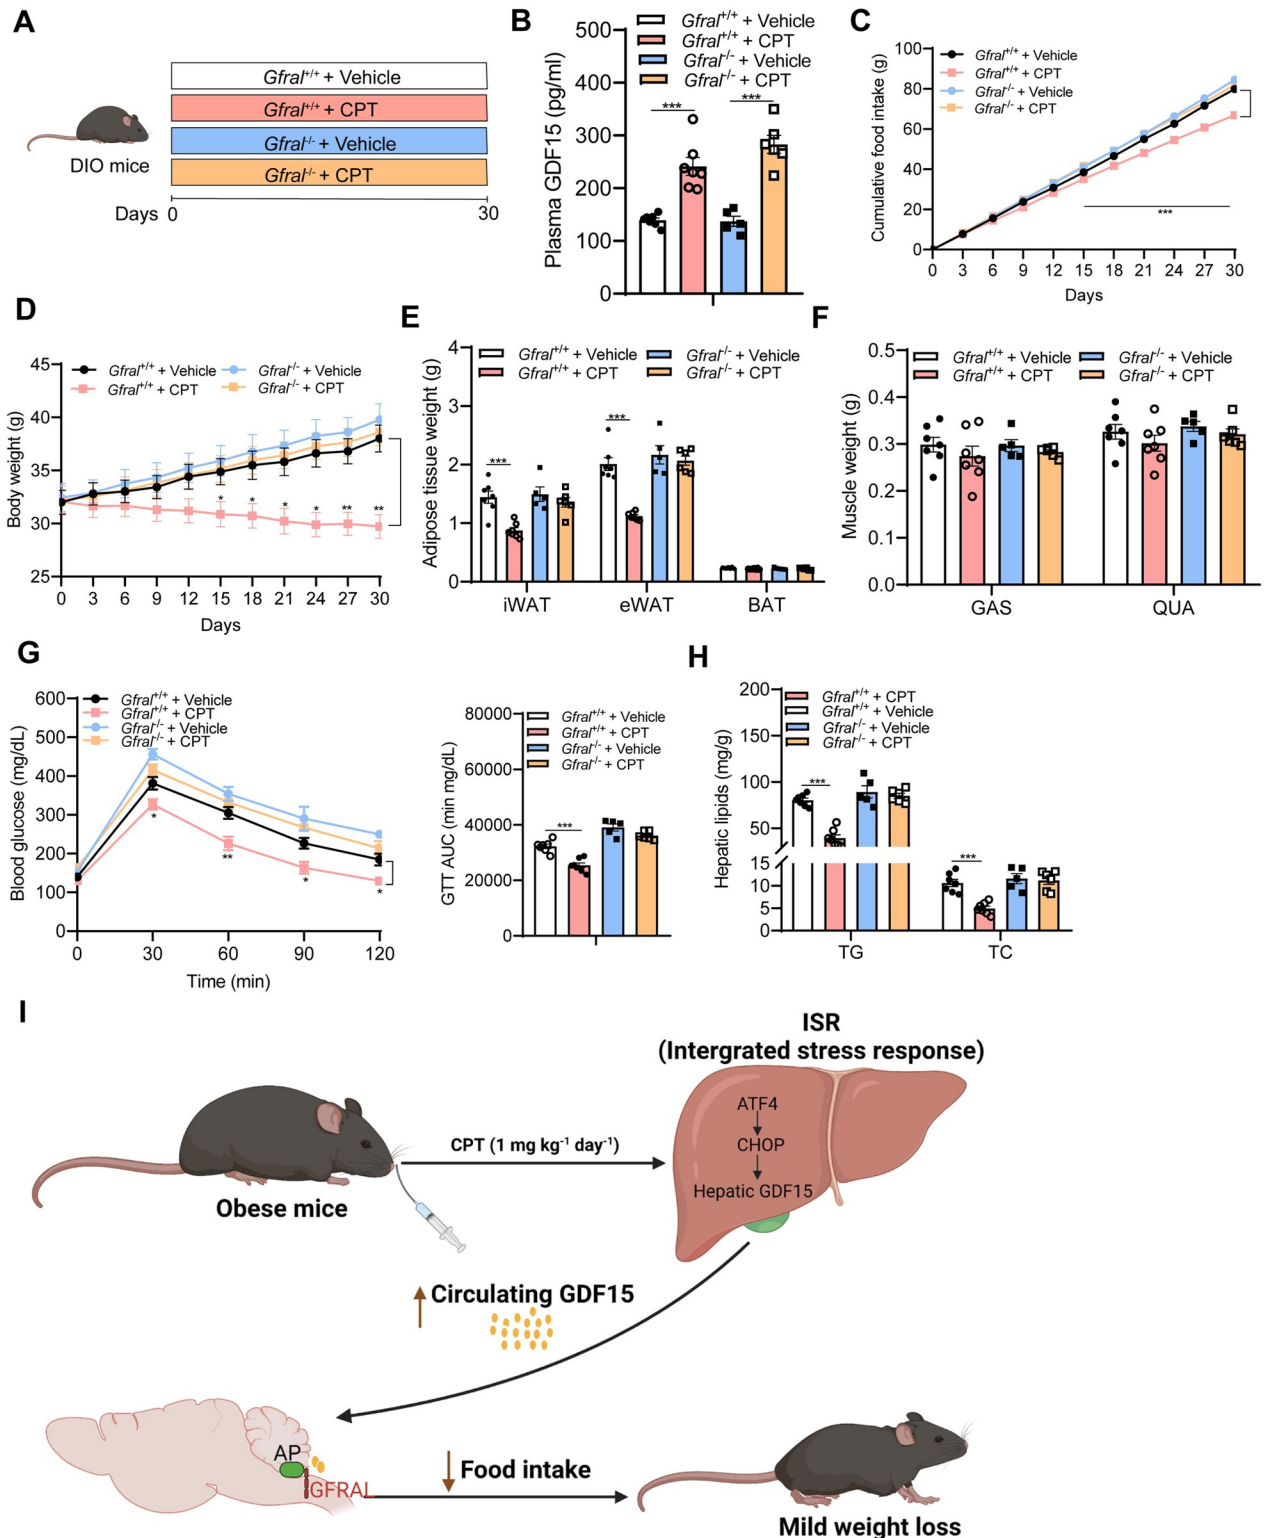 A
Gfral+/+ + Vehicle
Gfral+/+ + CPT
Gfral-/- + Vehicle
Gfral-/- + CPT
DIO mice
Days 0 30
B
Gfral+/+ + Vehicle
Gfral+/+ + CPT
Gfral-/- + Vehicle
Gfral-/- + CPT
Plasma GDF15 (pg/ml)
500
400
300
200
100
0
*** ***
C
Gfral+/+ + Vehicle
Gfral+/+ + CPT
Gfral-/- + Vehicle
Gfral-/- + CPT
Cumulative food intake (g)
100
80
60
40
20
0
***
0 3 6 9 12 15 18 21 24 27 30
Days
D
Gfral+/+ + Vehicle Gfral-/- + Vehicle
Gfral+/+ + CPT Gfral-/- + CPT
Body weight (g)
45
40
35
30
25
* * * * ** **
0 3 6 9 12 15 18 21 24 27 30
Days
E
Gfral+/+ + Vehicle Gfral-/- + Vehicle
Gfral+/+ + CPT Gfral-/- + CPT
Adipose tissue weight (g)
4
3
2
1
0
*** ***
iWAT eWAT BAT
F
Gfral+/+ + Vehicle Gfral-/- + Vehicle
Gfral+/+ + CPT Gfral-/- + CPT
Muscle weight (g)
0.5
0.4
0.3
0.2
0.1
0.0
GAS QUA
G
Gfral+/+ + Vehicle
Gfral+/+ + CPT
Gfral-/- + Vehicle
Gfral-/- + CPT
Blood glucose (mg/dL)
600
500
400
300
200
100
0
* ** * *
0 30 60 90 120
Time (min)
Gfral+/+ + Vehicle
Gfral+/+ + CPT
Gfral-/- + Vehicle
Gfral-/- + CPT
GTT AUC (min mg/dL)
80000
60000
40000
20000
0
***
H
Gfral+/+ + CPT
Gfral+/+ + Vehicle
Gfral-/- + Vehicle
Gfral-/- + CPT
Hepatic lipids (mg/g)
200
150
100
50
15
10
5
0
*** ***
TG TC
I
ISR
(Intergrated stress response)
ATF4
CHOP
Hepatic GDF15
CPT (1 mg kg-1 day-1)
Obese mice
Circulating GDF15
AP
GFRAL
Food intake
Mild weight loss